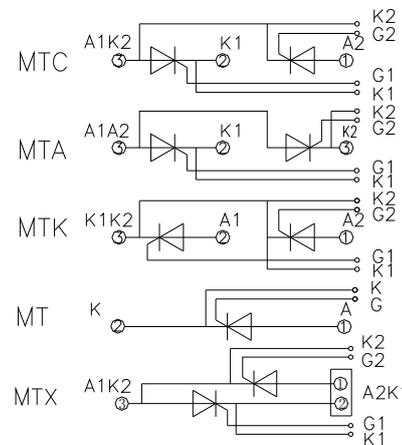 K2
G2
A1K2 K1 A2
MTC 3 2 1
G1
K1
K2
G2
A1A2 K1 K2
MTA 3 2 3
G1
K1
K2
G2
K1K2 A1 A2
MTK 3 2 1
G1
K1
K
G
K A
MT 2 1
K2
G2
A1K2 1 A2K
MTX 3 2
G1
K1